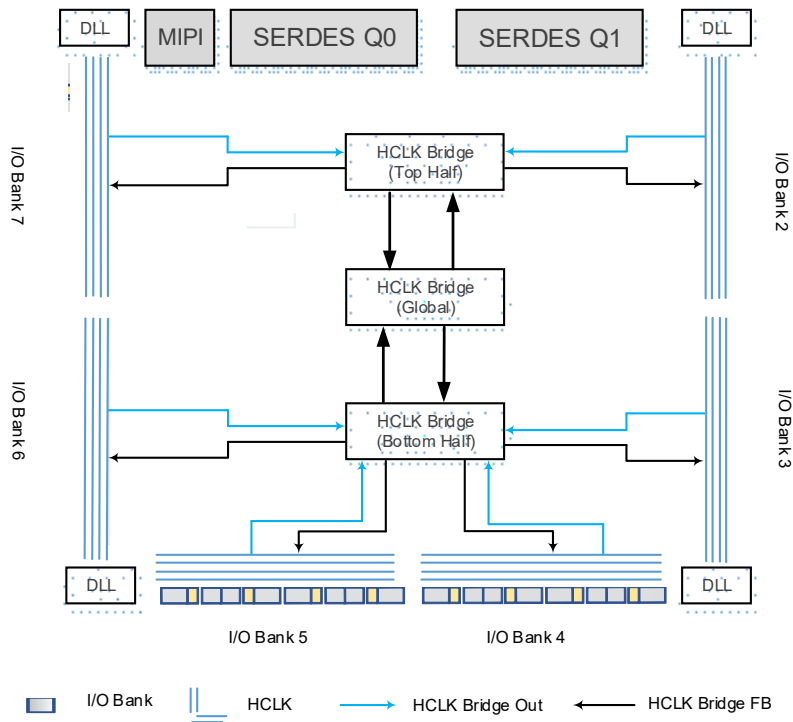 DLL
MIPI
SERDES Q0
SERDES Q1
DLL
I/O Bank 7
HCLK Bridge
(Top Half)
I/O Bank 2
HCLK Bridge
(Global)
I/O Bank 6
HCLK Bridge
(Bottom Half)
I/O Bank 3
DLL
DLL
I/O Bank 5
I/O Bank 4
I/O Bank
HCLK
HCLK Bridge Out
HCLK Bridge FB